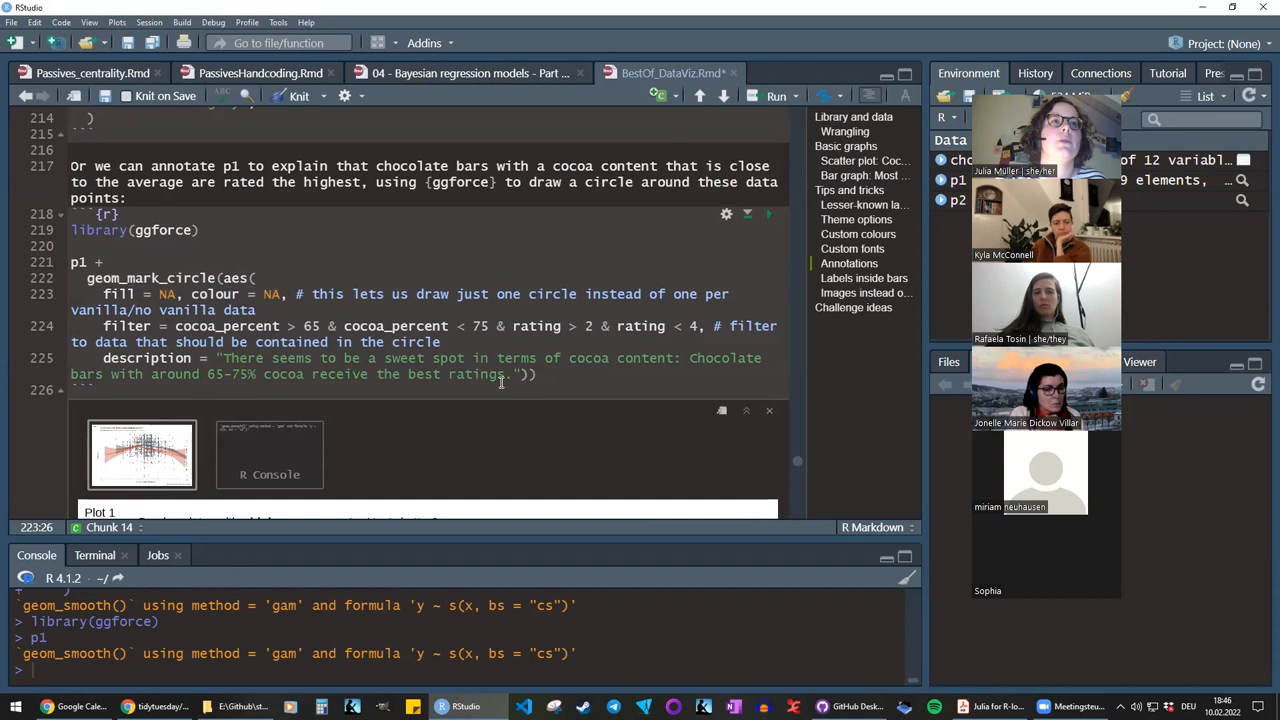 RStudio
File Edit Code View Plots Session Build Debug Profile Tools Help
Go to file/function
Addins
Project: (None)
Passives_centrality.Rmd
PassivesHandcoding.Rmd
04 - Bayesian regression models - Part ...
BestOf_DataViz.Rmd*
Knit on Save
ABC
Knit
Run
214 )
215 ```
216
217 Or we can annotate p1 to explain that chocolate bars with a cocoa content that is close
to the average are rated the highest, using {ggforce} to draw a circle around these data
points:
218 ```{r}
219 library(ggforce)
220
221 p1 +
222 geom_mark_circle(aes(
223 fill = NA, colour = NA, # this lets us draw just one circle instead of one per
vanilla/no vanilla data
224 filter = cocoa_percent > 65 & cocoa_percent < 75 & rating > 2 & rating < 4, # filter
to data that should be contained in the circle
225 description = "There seems to be a sweet spot in terms of cocoa content: Chocolate
bars with around 65-75% cocoa receive the best ratings."))
226 ```
R Console
Plot 1
223:26
Chunk 14
R Markdown
Library and data
Wrangling
Basic graphs
Scatter plot: Coc...
Bar graph: Most ...
Tips and tricks
Lesser-known la...
Theme options
Custom colours
Custom fonts
Annotations
Labels inside bars
Images instead o...
Challenge ideas
Console
Terminal
Jobs
R 4.1.2 · ~/
+ )
`geom_smooth()` using method = 'gam' and formula 'y ~ s(x, bs = "cs")'
> library(ggforce)
> p1
`geom_smooth()` using method = 'gam' and formula 'y ~ s(x, bs = "cs")'
>
Environment
History
Connections
Tutorial
Pres
List
R
Data
cho
of 12 variabl...
p1
9 elements, ...
p2
Files
Viewer
Julia Müller | she/her
Kyla McConnell
Rafaela Tosin | she/they
Jonelle Marie Dickow Villar
miriam neuhausen
Sophia
Google Cale...
tidytuesday/...
E:\Github\st...
RStudio
GitHub Desk...
Julia for R-lo...
Meetingsteu...
DEU
18:46
10.02.2022